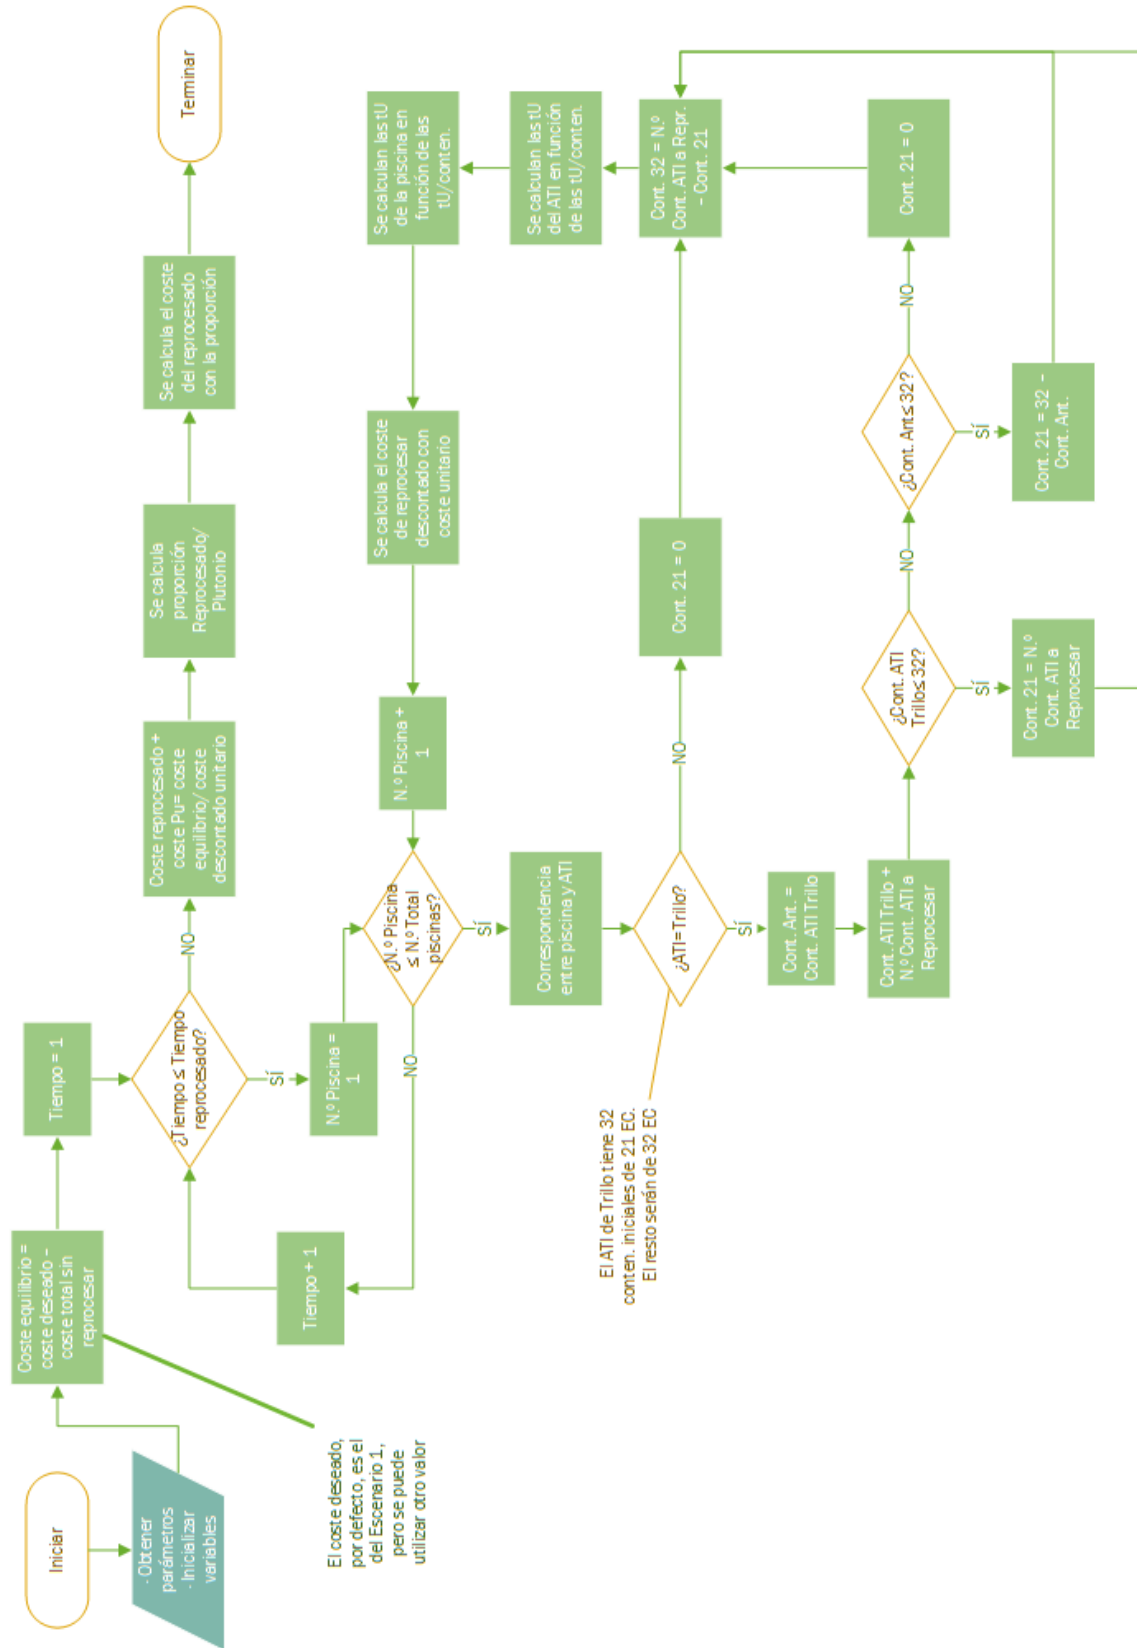 Iniciar
· Obtener
parámetros
· Inicializar
variables
Coste equilibrio =
coste deseado –
coste total sin
reprocesar
El coste deseado,
por defecto, es el
del Escenario 1,
pero se puede
utilizar otro valor
Tiempo = 1
¿Tiempo ≤ Tiempo
reprocesado?
NO
SÍ
Coste reprocesado +
coste Pu= coste
equilibrio/ coste
descontado unitario
Se calcula
proporción
Reprocesado/
Plutonio
Se calcula el coste
del reprocesado
con la proporción
Terminar
Tiempo + 1
N.º Piscina =
1
¿N.º Piscina
≤ N.º Total
piscinas?
NO
SÍ
N.º Piscina +
1
Se calcula el coste
de reprocesar
descontado con
coste unitario
Se calculan las tU
de la piscina en
función de las
tU/conten.
Correspondencia
entre piscina y ATI
Se calculan las tU
del ATI en función
de las tU/conten.
El ATI de Trillo tiene 32
conten. iniciales de 21 EC.
El resto serán de 32 EC
¿ATI=Trillo?
NO
SÍ
Cont. 21 = 0
Cont. 32 = N.º
Cont. ATI a Repr.
– Cont. 21
Cont. Ant. =
Cont. ATI Trillo
Cont. ATI Trillo +
N.º Cont. ATI a
Reprocesar
¿Cont. ATI
Trillo≤32?
NO
SÍ
¿Cont. Ant≤32?
NO
SÍ
Cont. 21 = 0
Cont. 21 = N.º
Cont. ATI a
Reprocesar
Cont. 21 = 32 –
Cont. Ant.